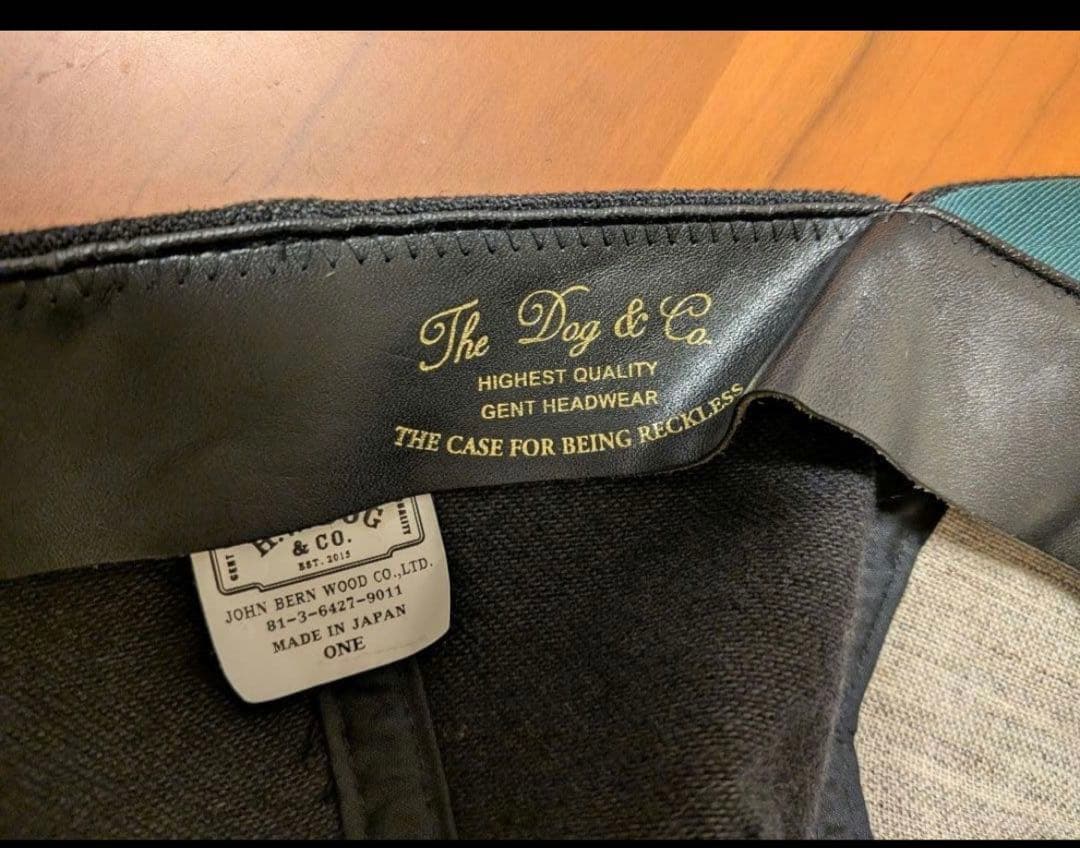 The Dog & Co.
HIGHEST QUALITY
GENT HEADWEAR
THE CASE FOR BEING RECKLESS
& CO.
EST. 2015
GENT
JOHN BERN WOOD CO.,LTD.
81-3-6427-9011
MADE IN JAPAN
ONE